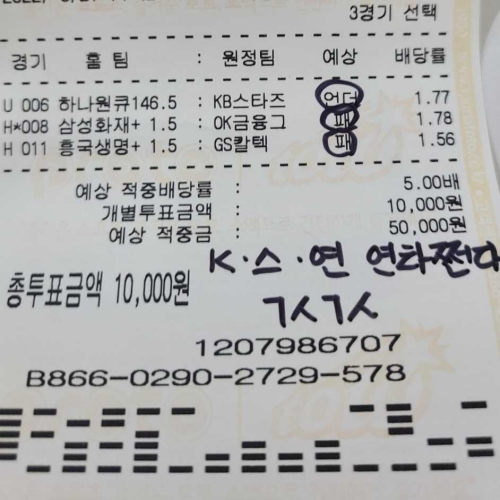 3경기 선택
경기 홈 팀 : 원정팀 예상 배당률
U 006 하나원큐146.5 : KB스타즈 언더 1.77
H*008 삼성화재+ 1.5 : OK금융그 패 1.78
H 011 흥국생명+ 1.5 : GS칼텍 패 1.56
예상 적중배당률 : 5.00배
개별투표금액 : 10,000원
예상 적중금 : 50,000원
K·스·연 연타쩐다
총투표금액 10,000원
ㄱㅅㄱㅅ
1207986707
B866-0290-2729-578